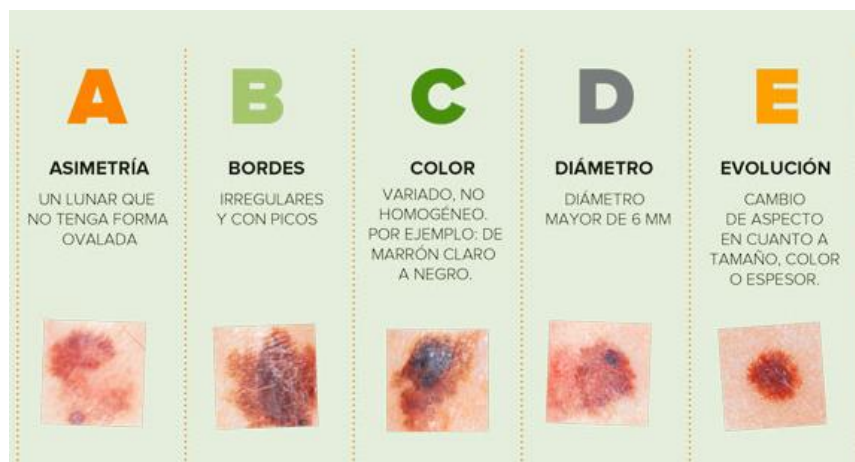 A
ASIMETRÍA
UN LUNAR QUE
NO TENGA FORMA
OVALADA
B
BORDES
IRREGULARES
Y CON PICOS
C
COLOR
VARIADO, NO
HOMOGÉNEO.
POR EJEMPLO: DE
MARRÓN CLARO
A NEGRO.
D
DIÁMETRO
DIÁMETRO
MAYOR DE 6 MM
E
EVOLUCIÓN
CAMBIO
DE ASPECTO
EN CUANTO A
TAMAÑO, COLOR
O ESPESOR.